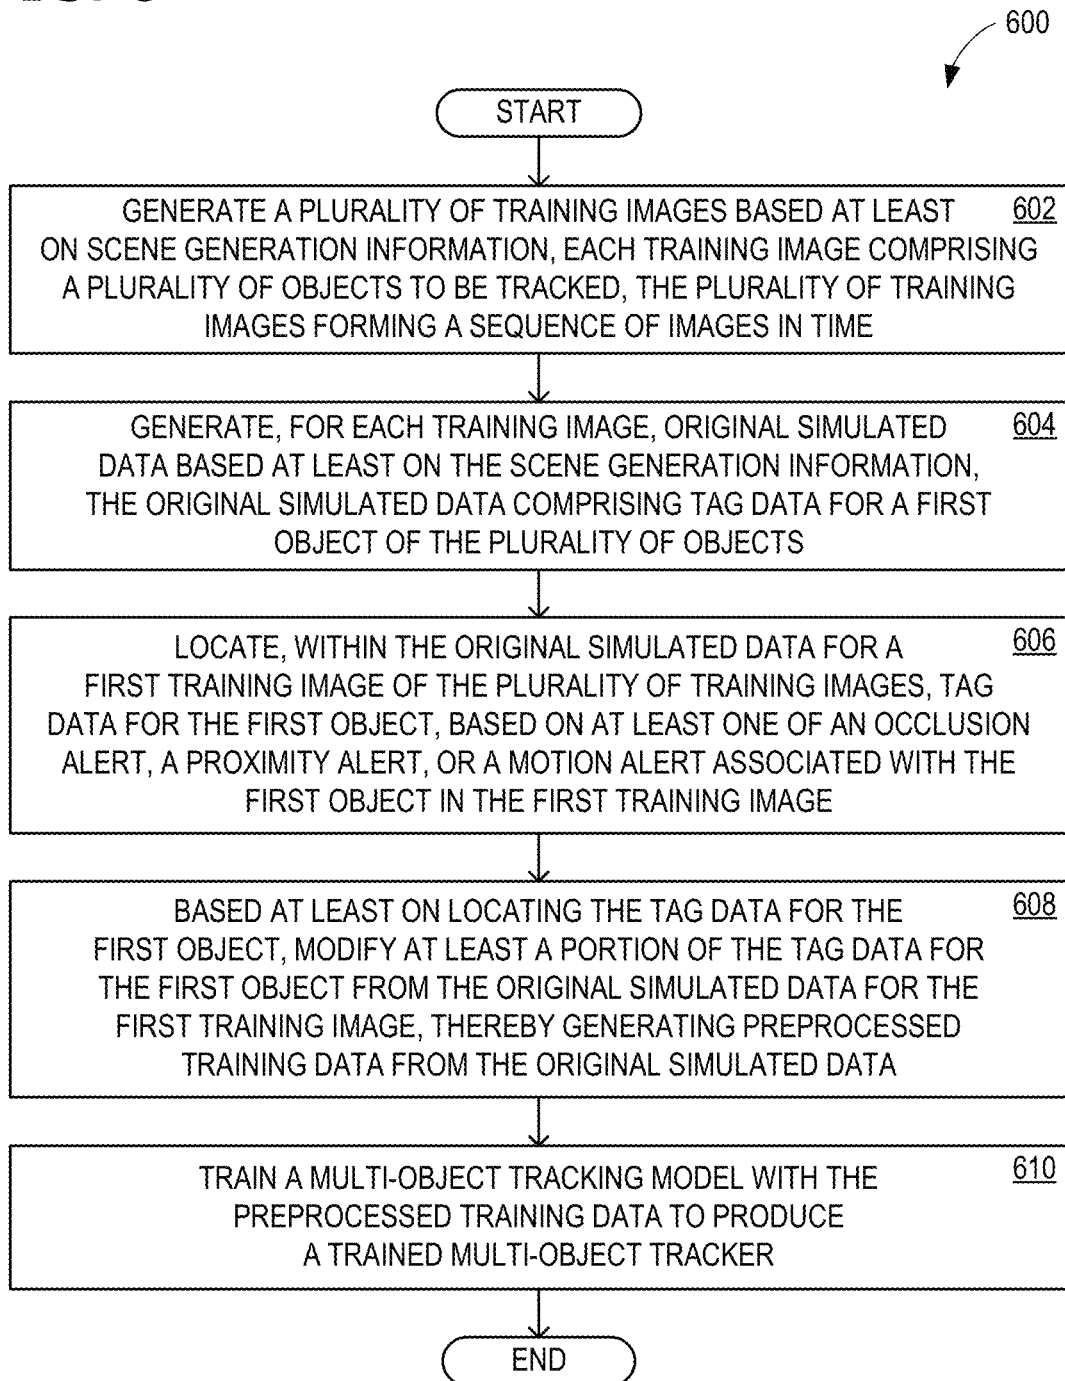 600
START
GENERATE A PLURALITY OF TRAINING IMAGES BASED AT LEAST 602
ON SCENE GENERATION INFORMATION, EACH TRAINING IMAGE COMPRISING
A PLURALITY OF OBJECTS TO BE TRACKED, THE PLURALITY OF TRAINING
IMAGES FORMING A SEQUENCE OF IMAGES IN TIME
GENERATE, FOR EACH TRAINING IMAGE, ORIGINAL SIMULATED 604
DATA BASED AT LEAST ON THE SCENE GENERATION INFORMATION,
THE ORIGINAL SIMULATED DATA COMPRISING TAG DATA FOR A FIRST
OBJECT OF THE PLURALITY OF OBJECTS
LOCATE, WITHIN THE ORIGINAL SIMULATED DATA FOR A 606
FIRST TRAINING IMAGE OF THE PLURALITY OF TRAINING IMAGES, TAG
DATA FOR THE FIRST OBJECT, BASED ON AT LEAST ONE OF AN OCCLUSION
ALERT, A PROXIMITY ALERT, OR A MOTION ALERT ASSOCIATED WITH THE
FIRST OBJECT IN THE FIRST TRAINING IMAGE
BASED AT LEAST ON LOCATING THE TAG DATA FOR THE 608
FIRST OBJECT, MODIFY AT LEAST A PORTION OF THE TAG DATA FOR
THE FIRST OBJECT FROM THE ORIGINAL SIMULATED DATA FOR THE
FIRST TRAINING IMAGE, THEREBY GENERATING PREPROCESSED
TRAINING DATA FROM THE ORIGINAL SIMULATED DATA
TRAIN A MULTI-OBJECT TRACKING MODEL WITH THE 610
PREPROCESSED TRAINING DATA TO PRODUCE
A TRAINED MULTI-OBJECT TRACKER
END